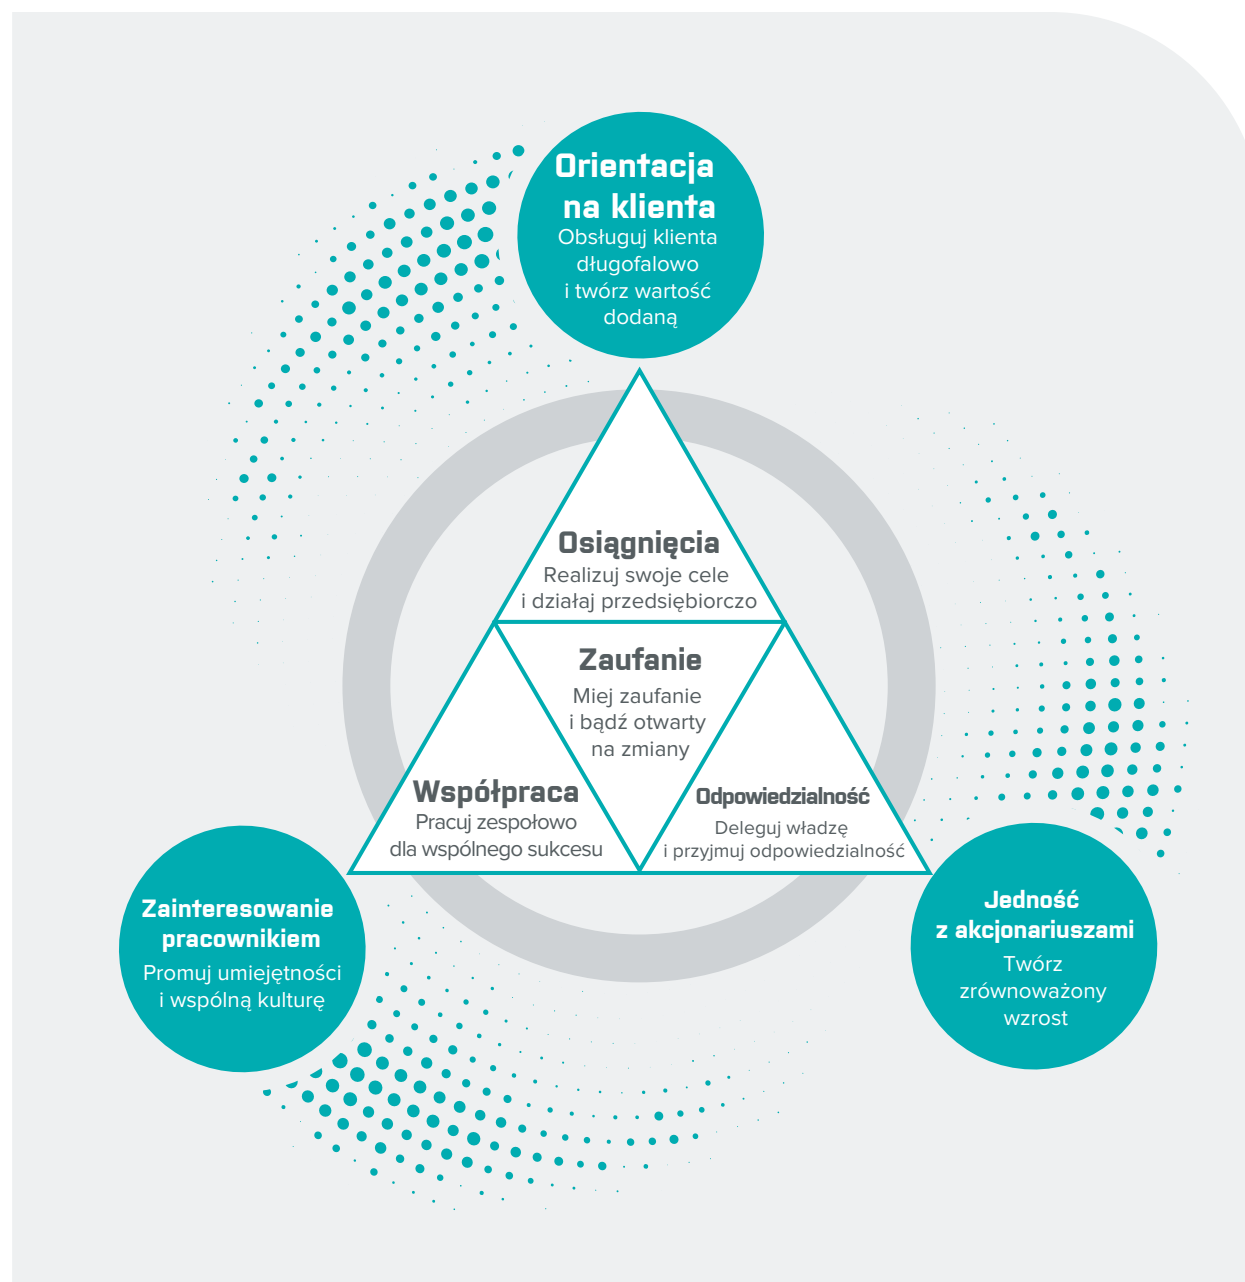 Orientacja
na klienta
Obsługuj klienta
długofalowo
i twórz wartość
dodaną
Osiągnięcia
Realizuj swoje cele
i działaj przedsiębiorczo
Zaufanie
Miej zaufanie
i bądź otwarty
na zmiany
Współpraca
Pracuj zespołowo
dla wspólnego sukcesu
Odpowiedzialność
Deleguj władzę
i przyjmuj odpowiedzialność
Zainteresowanie
pracownikiem
Promuj umiejętności
i wspólną kulturę
Jedność
z akcjonariuszami
Twórz
zrównoważony
wzrost